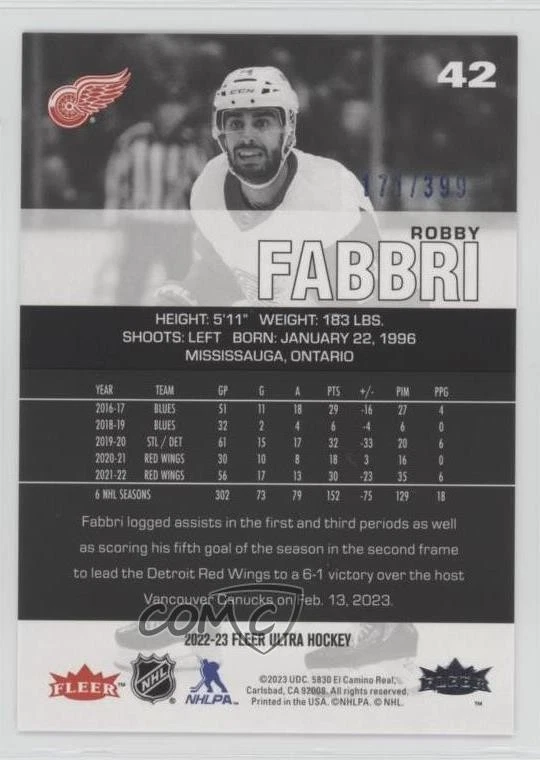 42
171/399
ROBBY
FABBRI
HEIGHT: 5'11" WEIGHT: 183 LBS.
SHOOTS: LEFT BORN: JANUARY 22, 1996
MISSISSAUGA, ONTARIO
YEAR TEAM GP G A PTS +/- PIM PPG
2016-17 BLUES 51 11 18 29 -16 27 4
2018-19 BLUES 32 2 4 6 -4 6 0
2019-20 STL / DET 61 15 17 32 -33 20 6
2020-21 RED WINGS 30 10 8 18 3 16 0
2021-22 RED WINGS 56 17 13 30 -23 35 6
6 NHL SEASONS 302 73 79 152 -75 129 18
Fabbri logged assists in the first and third periods as well
as scoring his fifth goal of the season in the second frame
to lead the Detroit Red Wings to a 6-1 victory over the host
Vancouver Canucks on Feb. 13, 2023.
COMC
2022-23 FLEER ULTRA HOCKEY
FLEER™
NHL
NHLPA™
©2023 UDC. 5830 El Camino Real,
Carlsbad, CA 92008. All rights reserved.
Printed in the USA. ©NHLPA. © NHL.
FLEER
™